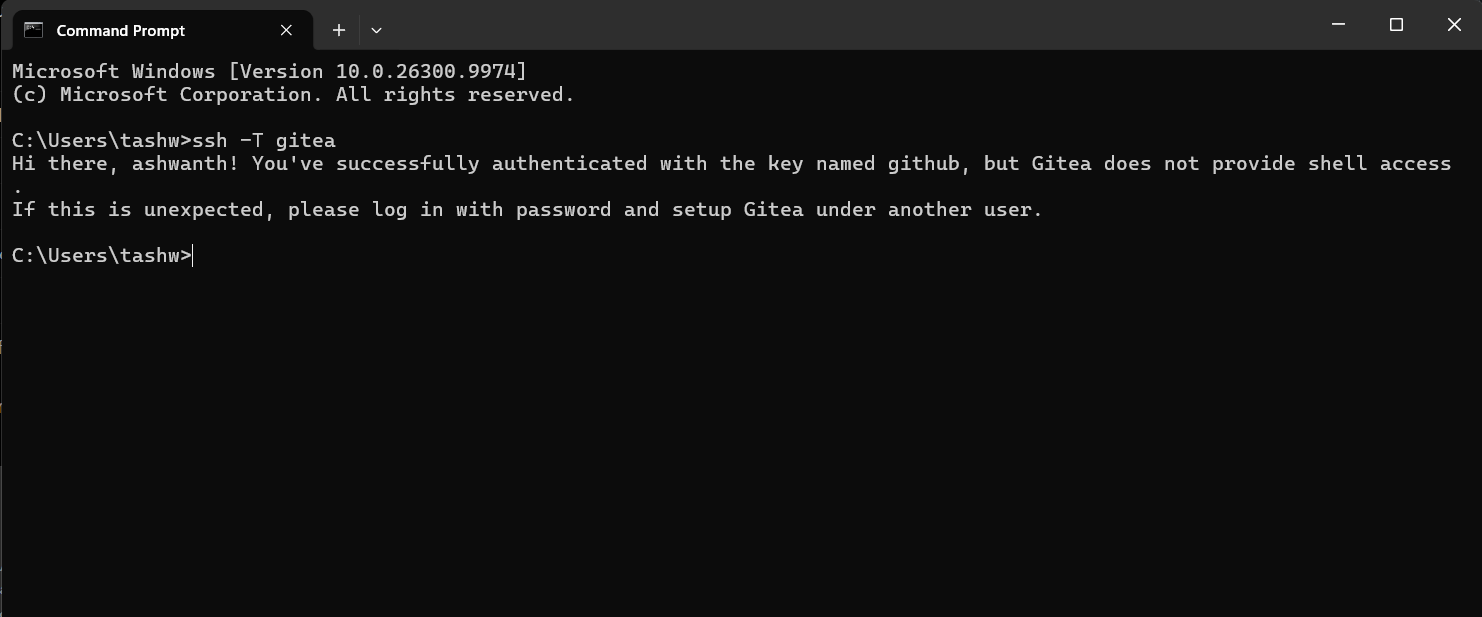 Command Prompt
Microsoft Windows [Version 10.0.26300.9974]
(c) Microsoft Corporation. All rights reserved.
C:\Users\tashw>ssh -T gitea
Hi there, ashwanth! You've successfully authenticated with the key named github, but Gitea does not provide shell access
.
If this is unexpected, please log in with password and setup Gitea under another user.
C:\Users\tashw>